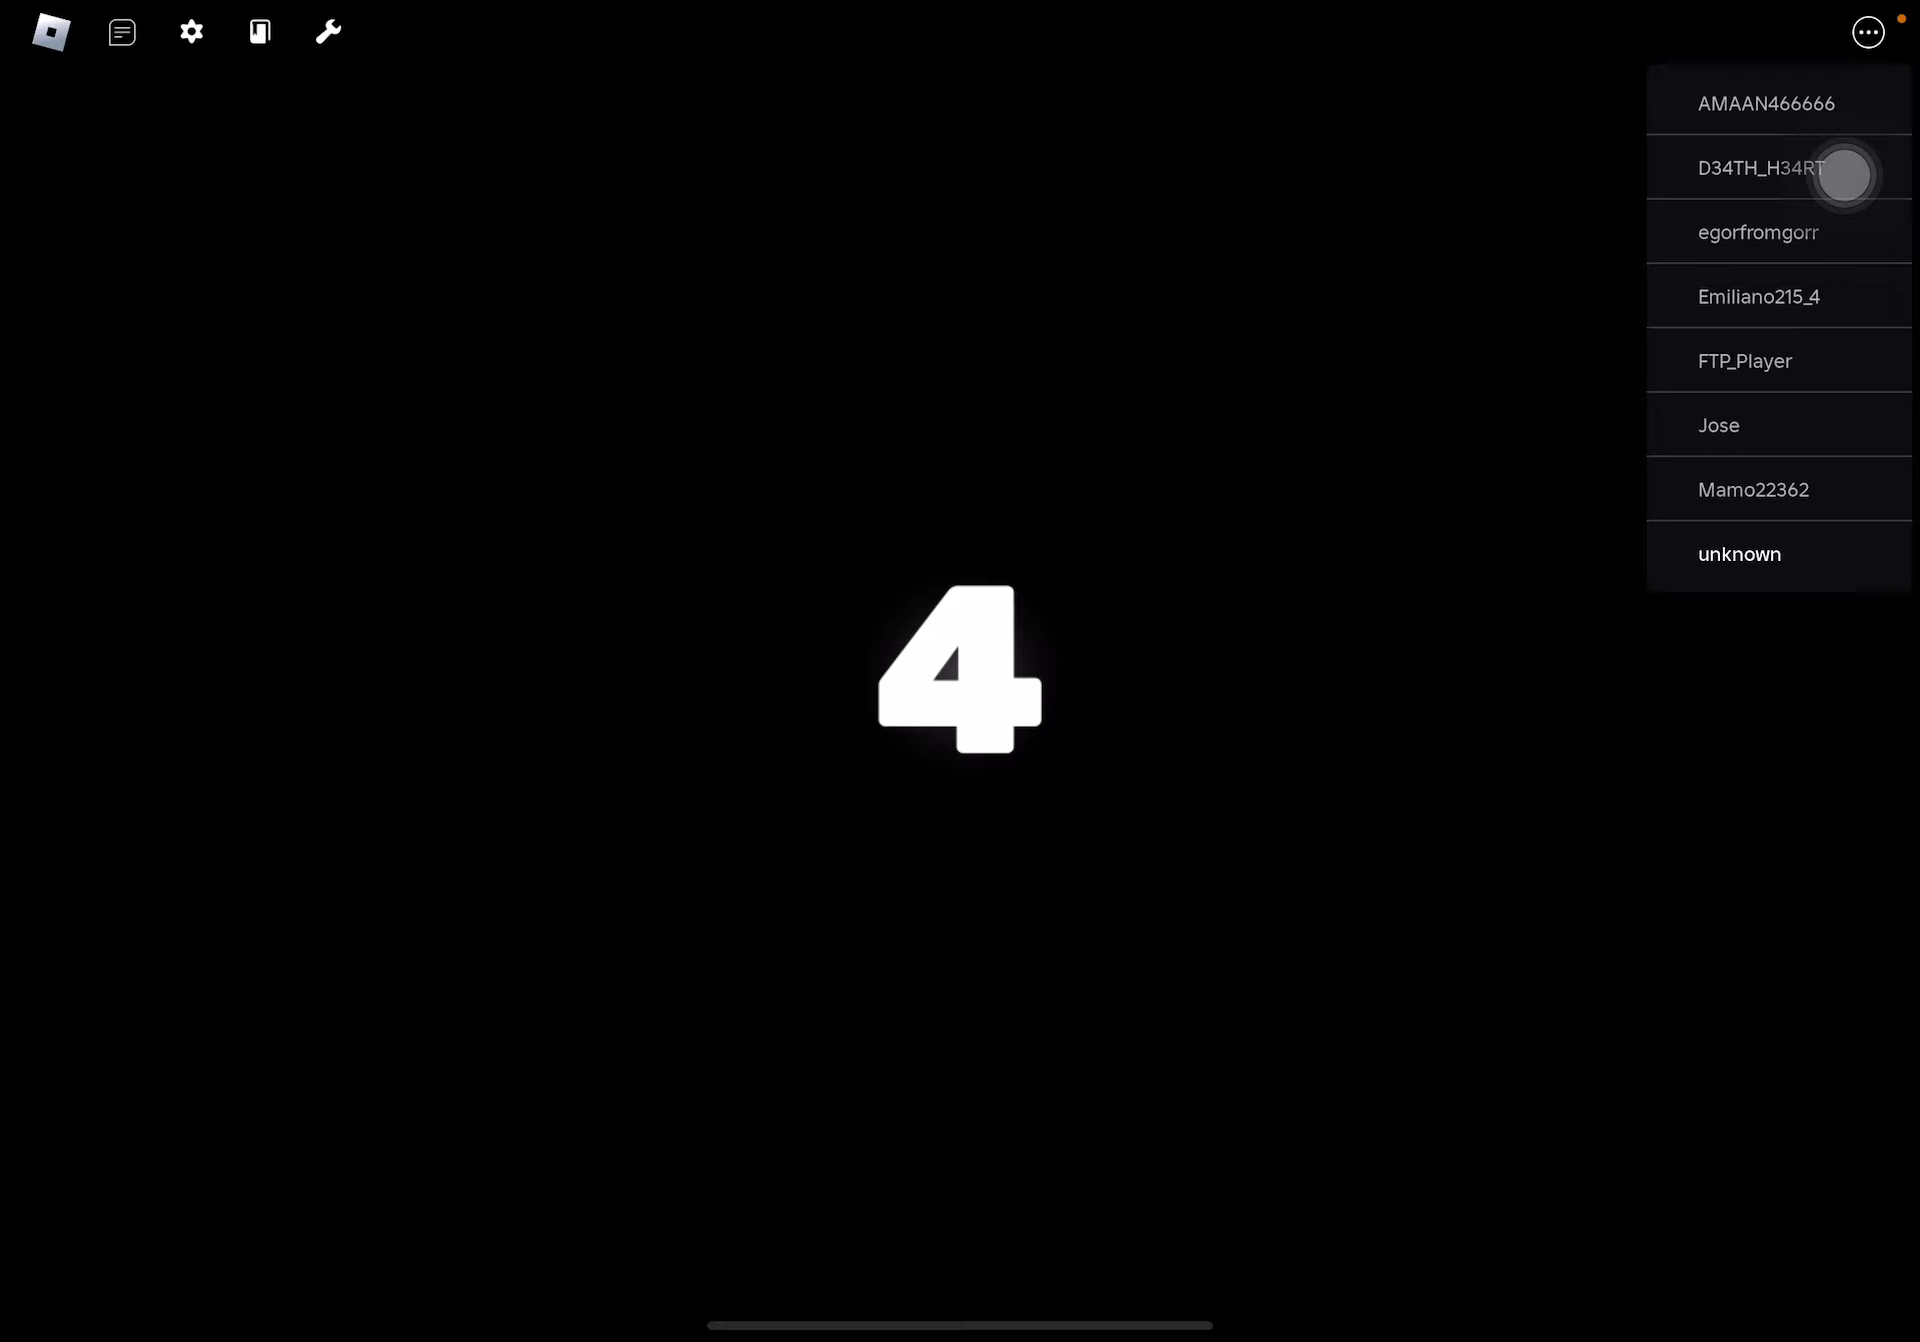 AMAAN466666
D34TH_H34RT
egorfromgorr
Emiliano215_4
FTP_Player
Jose
Mamo22362
unknown
4